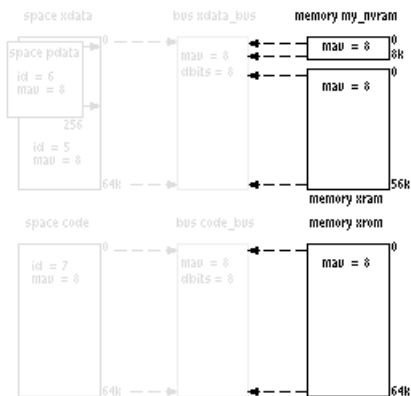 space xdata
bus xdata_bus
memory my_nvram
0
0
mau = 8
8k
space pdata
mau = 8
dbits = 8
0
id = 6
mau = 8
mau = 8
256
id = 5
mau = 8
64k
56k
memory xram
space code
bus code_bus
memory xrom
0
0
id = 7
mau = 8
mau = 8
dbits = 8
mau = 8
64k
64k